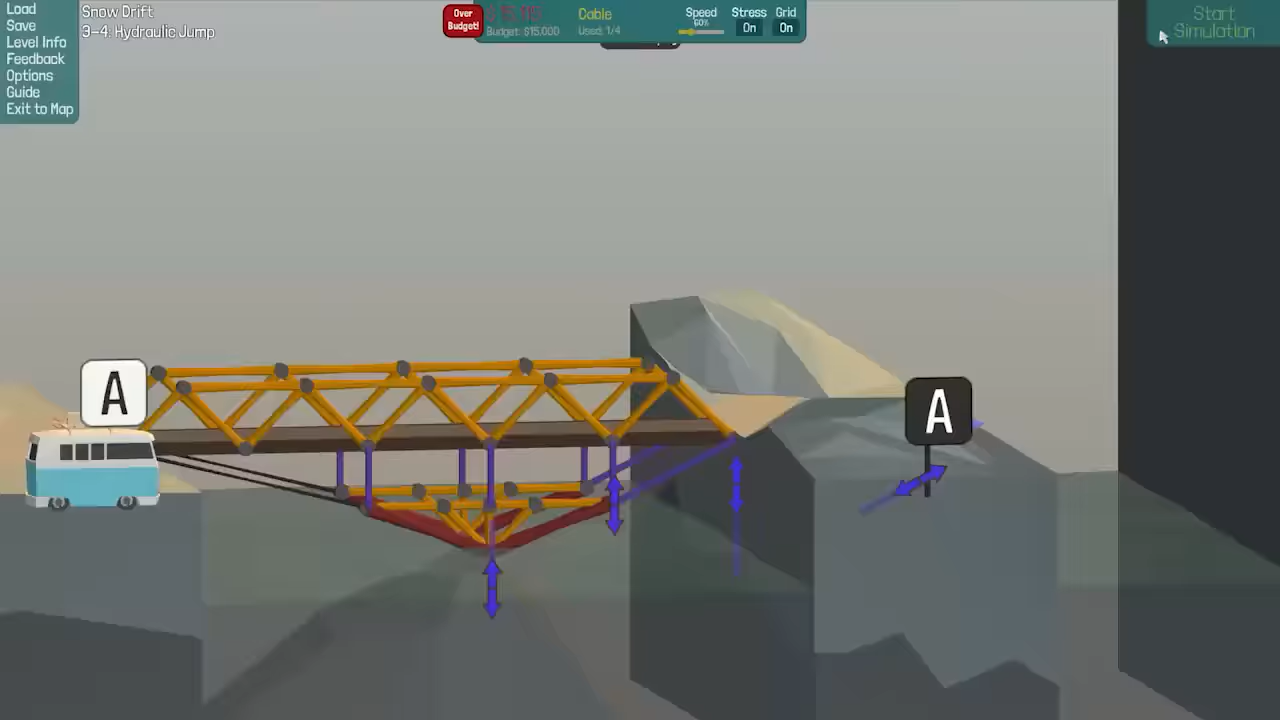 Load
Save
Level Info
Feedback
Options
Guide
Exit to Map
Snow Drift
3-4. Hydraulic Jump
Over
Budget!
Budget: $15,000
Cable
Used: 1/4
Speed
60%
Stress
On
Grid
On
Start
Simulation
A
A